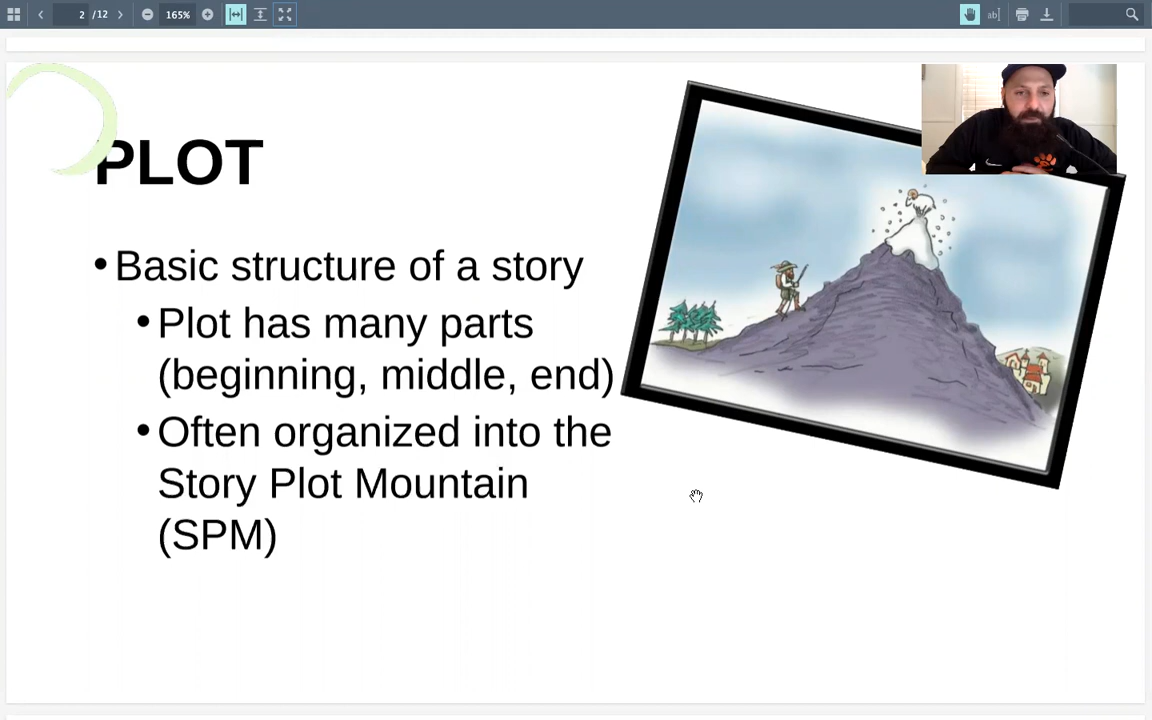 2 /12 165% ab]
PLOT
• Basic structure of a story
• Plot has many parts
(beginning, middle, end)
• Often organized into the
Story Plot Mountain
(SPM)